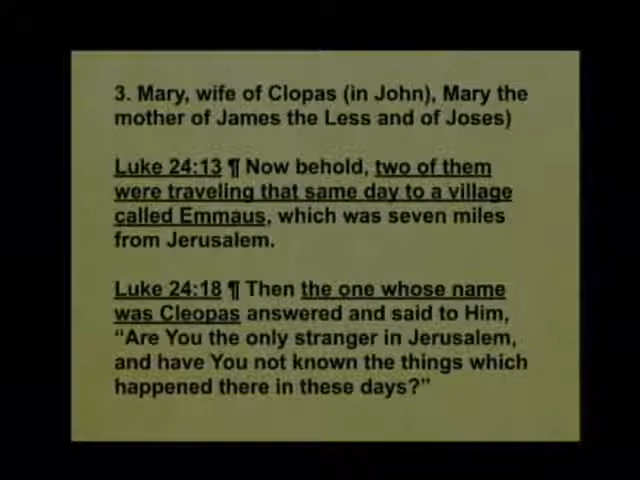 3. Mary, wife of Clopas (in John), Mary the
mother of James the Less and of Joses)
Luke 24:13 ¶ Now behold, two of them
were traveling that same day to a village
called Emmaus, which was seven miles
from Jerusalem.
Luke 24:18 ¶ Then the one whose name
was Cleopas answered and said to Him,
“Are You the only stranger in Jerusalem,
and have You not known the things which
happened there in these days?”